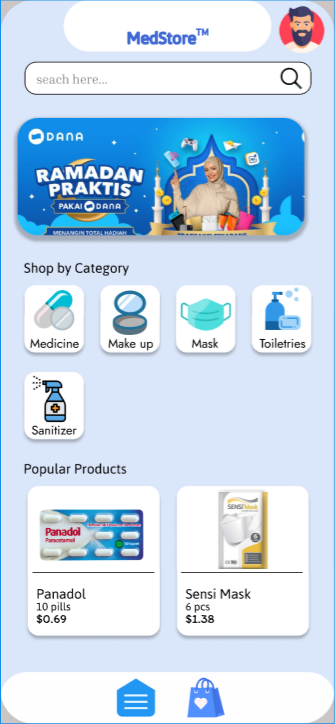 MedStore™
seach here...
DANA
RAMADAN
PRAKTIS
PAKAI DANA
MENANGIN TOTAL HADIAH
Shop by Category
Medicine Make up Mask Toiletries
Sanitizer
Popular Products
Panadol
Paracetamol
SENSI Mask
Panadol Sensi Mask
10 pills 6 pcs
$0.69 $1.38